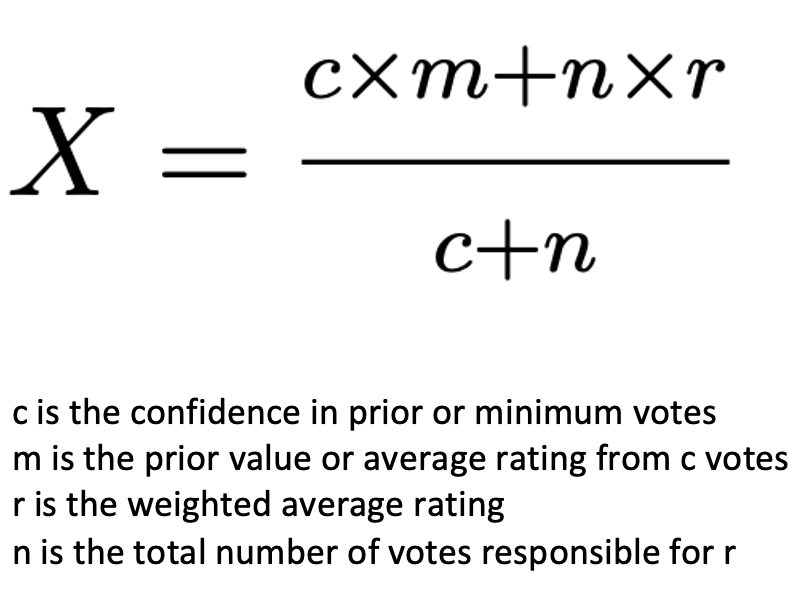 X = \frac{c \times m + n \times r}{c + n}
c is the confidence in prior or minimum votes
m is the prior value or average rating from c votes
r is the weighted average rating
n is the total number of votes responsible for r